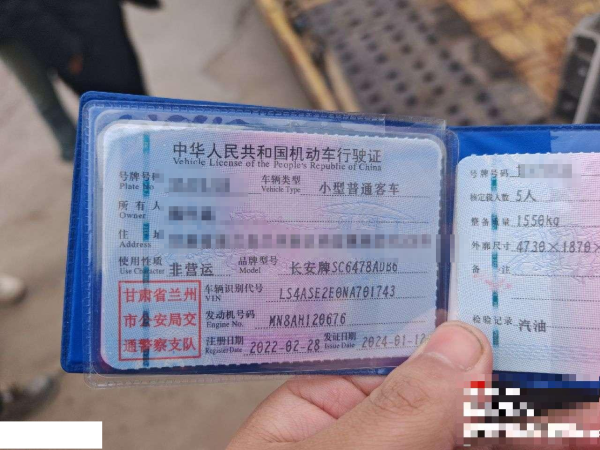 中华人民共和国机动车行驶证
Vehicle License of the People's Republic of China
号牌号码
Plate No.
车辆类型
Vehicle Type
小型普通客车
所有人
Owner
住址
Address
使用性质
Use Character
非营运
品牌型号
Model
长安牌SC6478ADB6
甘肃省兰州
市公安局交
通警察支队
车辆识别代号
VIN
LS4ASE2E0NA701743
发动机号码
Engine No.
MN8AH120676
注册日期
Register Date
2022-02-28
发证日期
Issue Date
2024-01-12
号牌号码
核定载人数 5人
整备质量 1550kg
外廓尺寸 4730×1870×
备注
检验记录 汽油